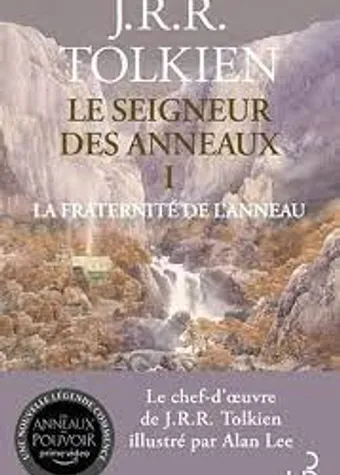 J.R.R.
TOLKIEN
LE SEIGNEUR
DES ANNEAUX
I
LA FRATERNITÉ DE L'ANNEAU
UNE NOUVELLE LÉGENDE COMMENCE
LES
ANNEAUX
DE
POUVOIR
prime video
Le chef-d'œuvre
de J.R.R. Tolkien
illustré par Alan Lee